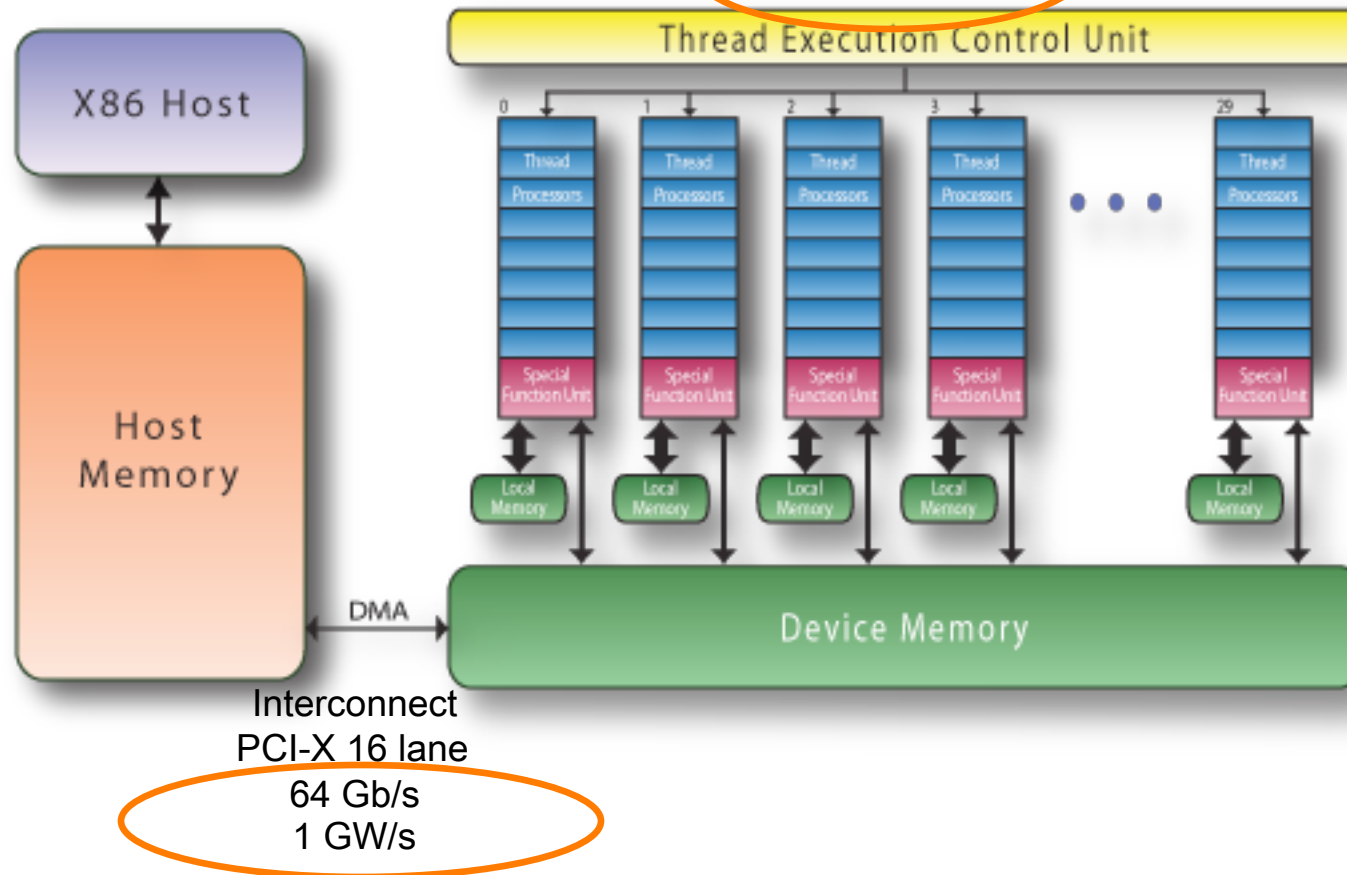 Thread Execution Control Unit
X86 Host
0
1
2
3
29
Thread
Processors
Thread
Processors
Thread
Processors
Thread
Processors
Thread
Processors
Special
Function Unit
Special
Function Unit
Special
Function Unit
Special
Function Unit
Special
Function Unit
Host
Memory
Local
Memory
Local
Memory
Local
Memory
Local
Memory
Local
Memory
DMA
Device Memory
Interconnect
PCI-X 16 lane
64 Gb/s
1 GW/s